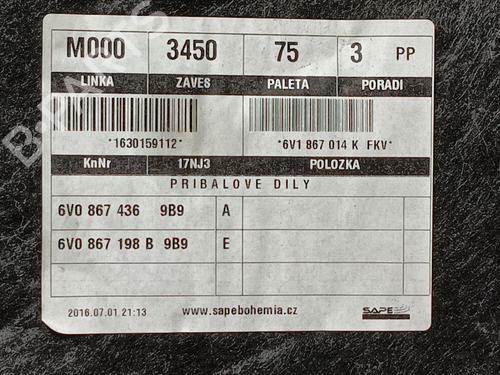 M000 3450 75 3 PP
LINKA ZAVES PALETA PORADI
*1630159112* *6V1 867 014 K FKV*
KnNr 17NJ3 POLOZKA
PRIBALOVE DILY
6V0 867 436 9B9 A
6V0 867 198 B 9B9 E
2016.07.01 21:13 www.sapebohemia.cz SAPE